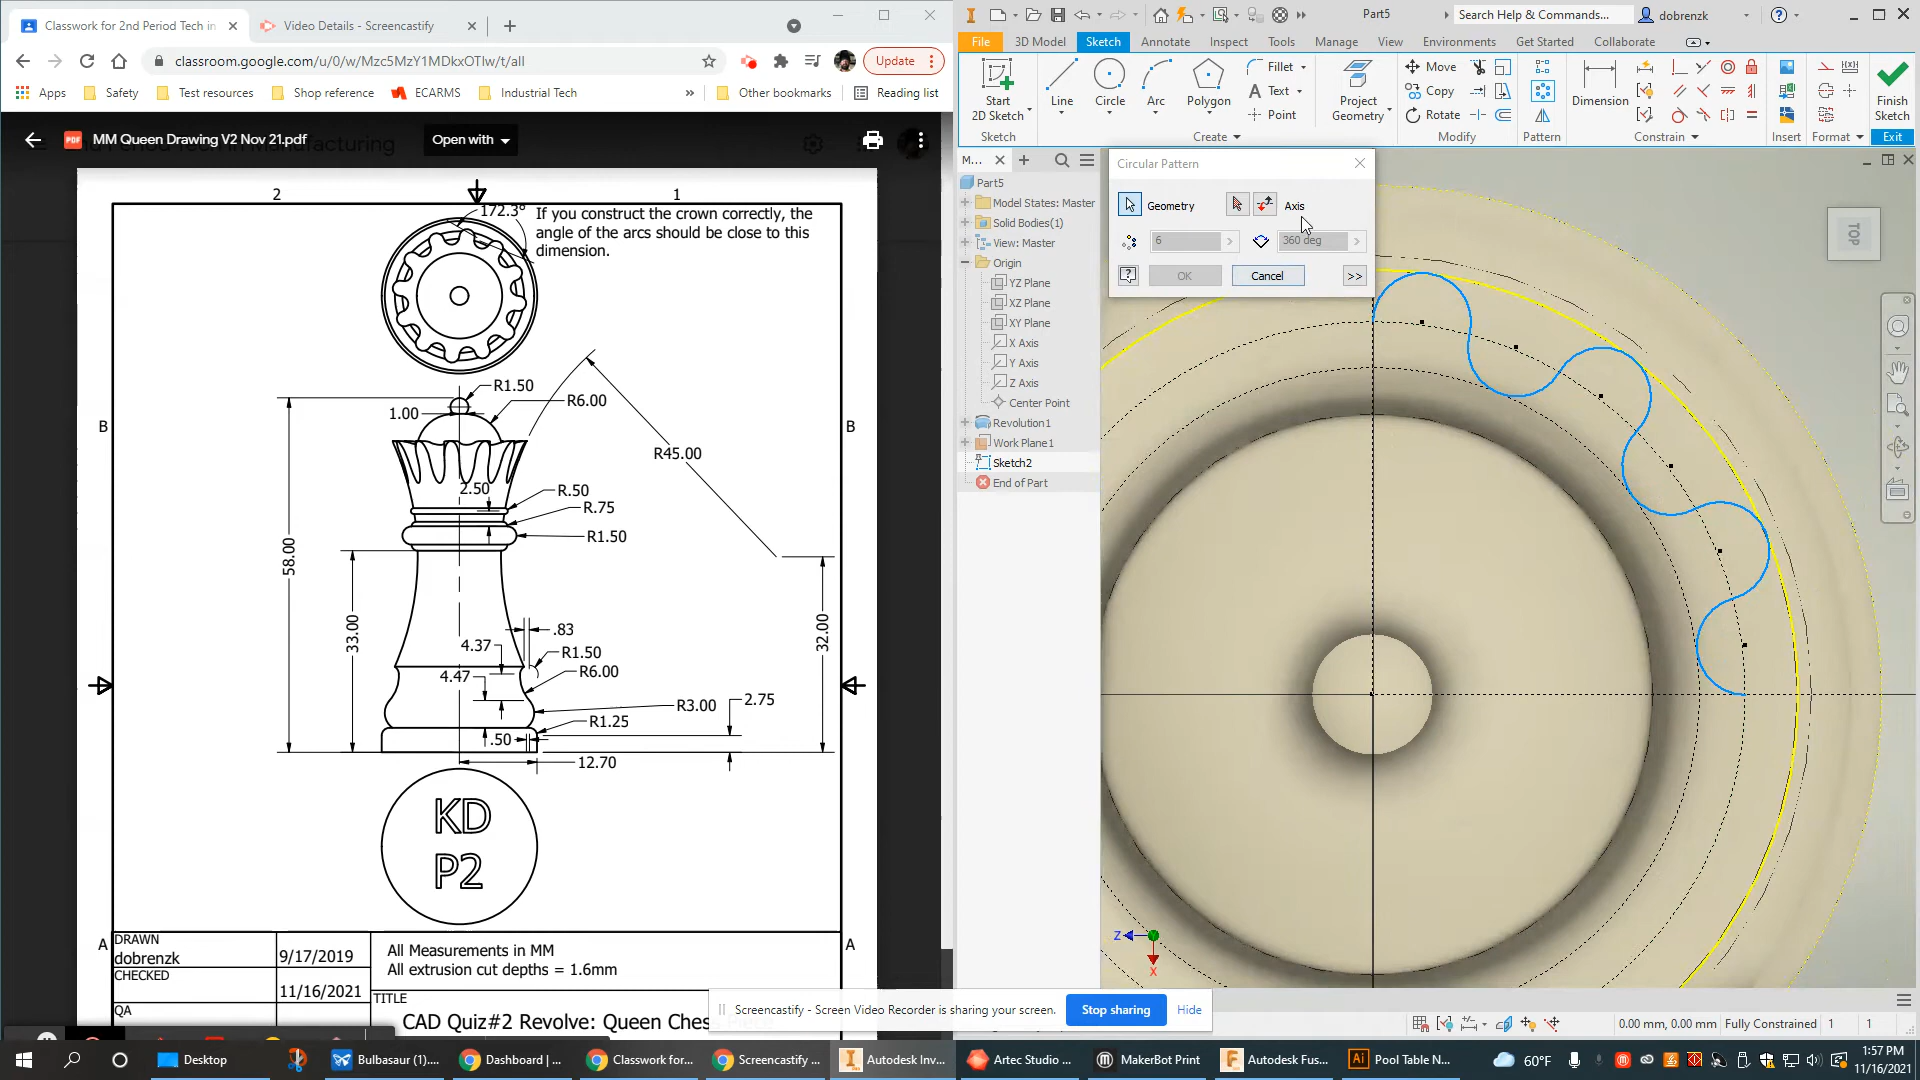 Classwork for 2nd Period Tech in
Video Details - Screencastify
classroom.google.com/u/0/w/Mzc5MzY1MDkxOTIw/t/all
Update
Apps
Safety
Test resources
Shop reference
ECARMS
Industrial Tech
»
Other bookmarks
Reading list
PDF
MM Queen Drawing V2 Nov 21.pdf
Open with
2
1
172.3°
If you construct the crown correctly, the
angle of the arcs should be close to this
dimension.
R1.50
1.00
R6.00
B
B
R45.00
2.50
R.50
R.75
R1.50
58.00
33.00
32.00
.83
4.37
R1.50
4.47
R6.00
R3.00
2.75
R1.25
.50
12.70
KD
P2
A
A
DRAWN
dobrenzk
9/17/2019
CHECKED
11/16/2021
QA
All Measurements in MM
All extrusion cut depths = 1.6mm
TITLE
CAD Quiz#2 Revolve: Queen Ches
Screencastify - Screen Video Recorder is sharing your screen.
Stop sharing
Hide
Part5
Search Help & Commands...
dobrenzk
File
3D Model
Sketch
Annotate
Inspect
Tools
Manage
View
Environments
Get Started
Collaborate
Start
2D Sketch
Line
Circle
Arc
Polygon
Fillet
Text
Point
Project
Geometry
Move
Copy
Rotate
Dimension
Finish
Sketch
Sketch
Create
Modify
Pattern
Constrain
Insert
Format
Exit
M...
Part5
Model States: Master
Solid Bodies(1)
View: Master
Origin
YZ Plane
XZ Plane
XY Plane
X Axis
Y Axis
Z Axis
Center Point
Revolution1
Work Plane1
Sketch2
End of Part
Circular Pattern
Geometry
Axis
6
360 deg
OK
Cancel
>>
TOP
Z
X
0.00 mm, 0.00 mm
Fully Constrained
1
1
Desktop
Bulbasaur (1)....
Dashboard | ...
Classwork for...
Screencastify ...
Autodesk Inv...
Artec Studio ...
MakerBot Print
Autodesk Fus...
Pool Table N...
60°F
1:57 PM
11/16/2021